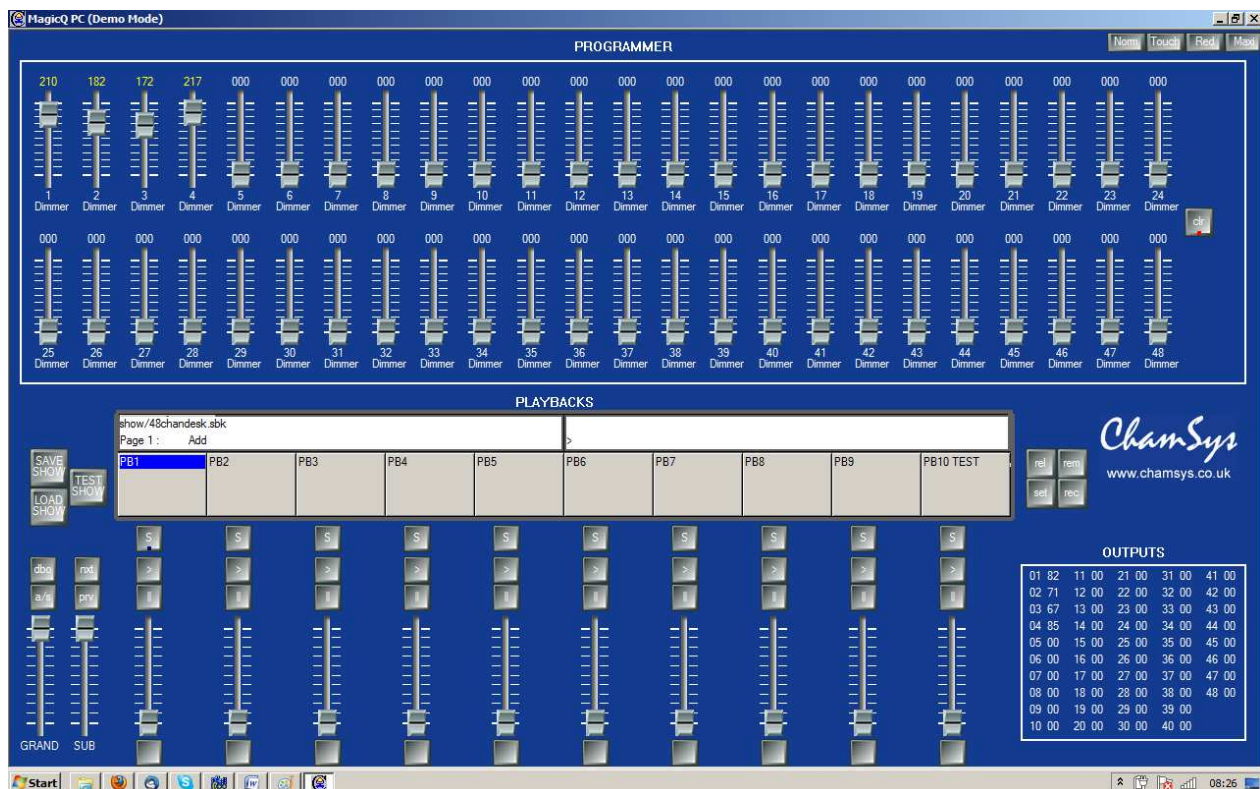 MagicQ PC (Demo Mode)
PROGRAMMER
Norm Touch Red Maxi
210 182 172 217 000 000 000 000 000 000 000 000 000 000 000 000 000 000 000 000 000 000 000 000
1 2 3 4 5 6 7 8 9 10 11 12 13 14 15 16 17 18 19 20 21 22 23 24
Dimmer Dimmer Dimmer Dimmer Dimmer Dimmer Dimmer Dimmer Dimmer Dimmer Dimmer Dimmer Dimmer Dimmer Dimmer Dimmer Dimmer Dimmer Dimmer Dimmer Dimmer Dimmer Dimmer Dimmer
clr
000 000 000 000 000 000 000 000 000 000 000 000 000 000 000 000 000 000 000 000 000 000 000 000
25 26 27 28 29 30 31 32 33 34 35 36 37 38 39 40 41 42 43 44 45 46 47 48
Dimmer Dimmer Dimmer Dimmer Dimmer Dimmer Dimmer Dimmer Dimmer Dimmer Dimmer Dimmer Dimmer Dimmer Dimmer Dimmer Dimmer Dimmer Dimmer Dimmer Dimmer Dimmer Dimmer Dimmer
PLAYBACKS
show/48chandesk.sbk
Page 1 : Add >
PB1 PB2 PB3 PB4 PB5 PB6 PB7 PB8 PB9 PB10 TEST
SAVE SHOW
TEST SHOW
LOAD SHOW
rel rem
set rec
ChamSys
www.chamsys.co.uk
S S S S S S S S S S
dbo nxt > > > > > > > > > >
a/s prv || || || || || || || || || ||
GRAND SUB
OUTPUTS
01 82 11 00 21 00 31 00 41 00
02 71 12 00 22 00 32 00 42 00
03 67 13 00 23 00 33 00 43 00
04 85 14 00 24 00 34 00 44 00
05 00 15 00 25 00 35 00 45 00
06 00 16 00 26 00 36 00 46 00
07 00 17 00 27 00 37 00 47 00
08 00 18 00 28 00 38 00 48 00
09 00 19 00 29 00 39 00
10 00 20 00 30 00 40 00
Start
08:26